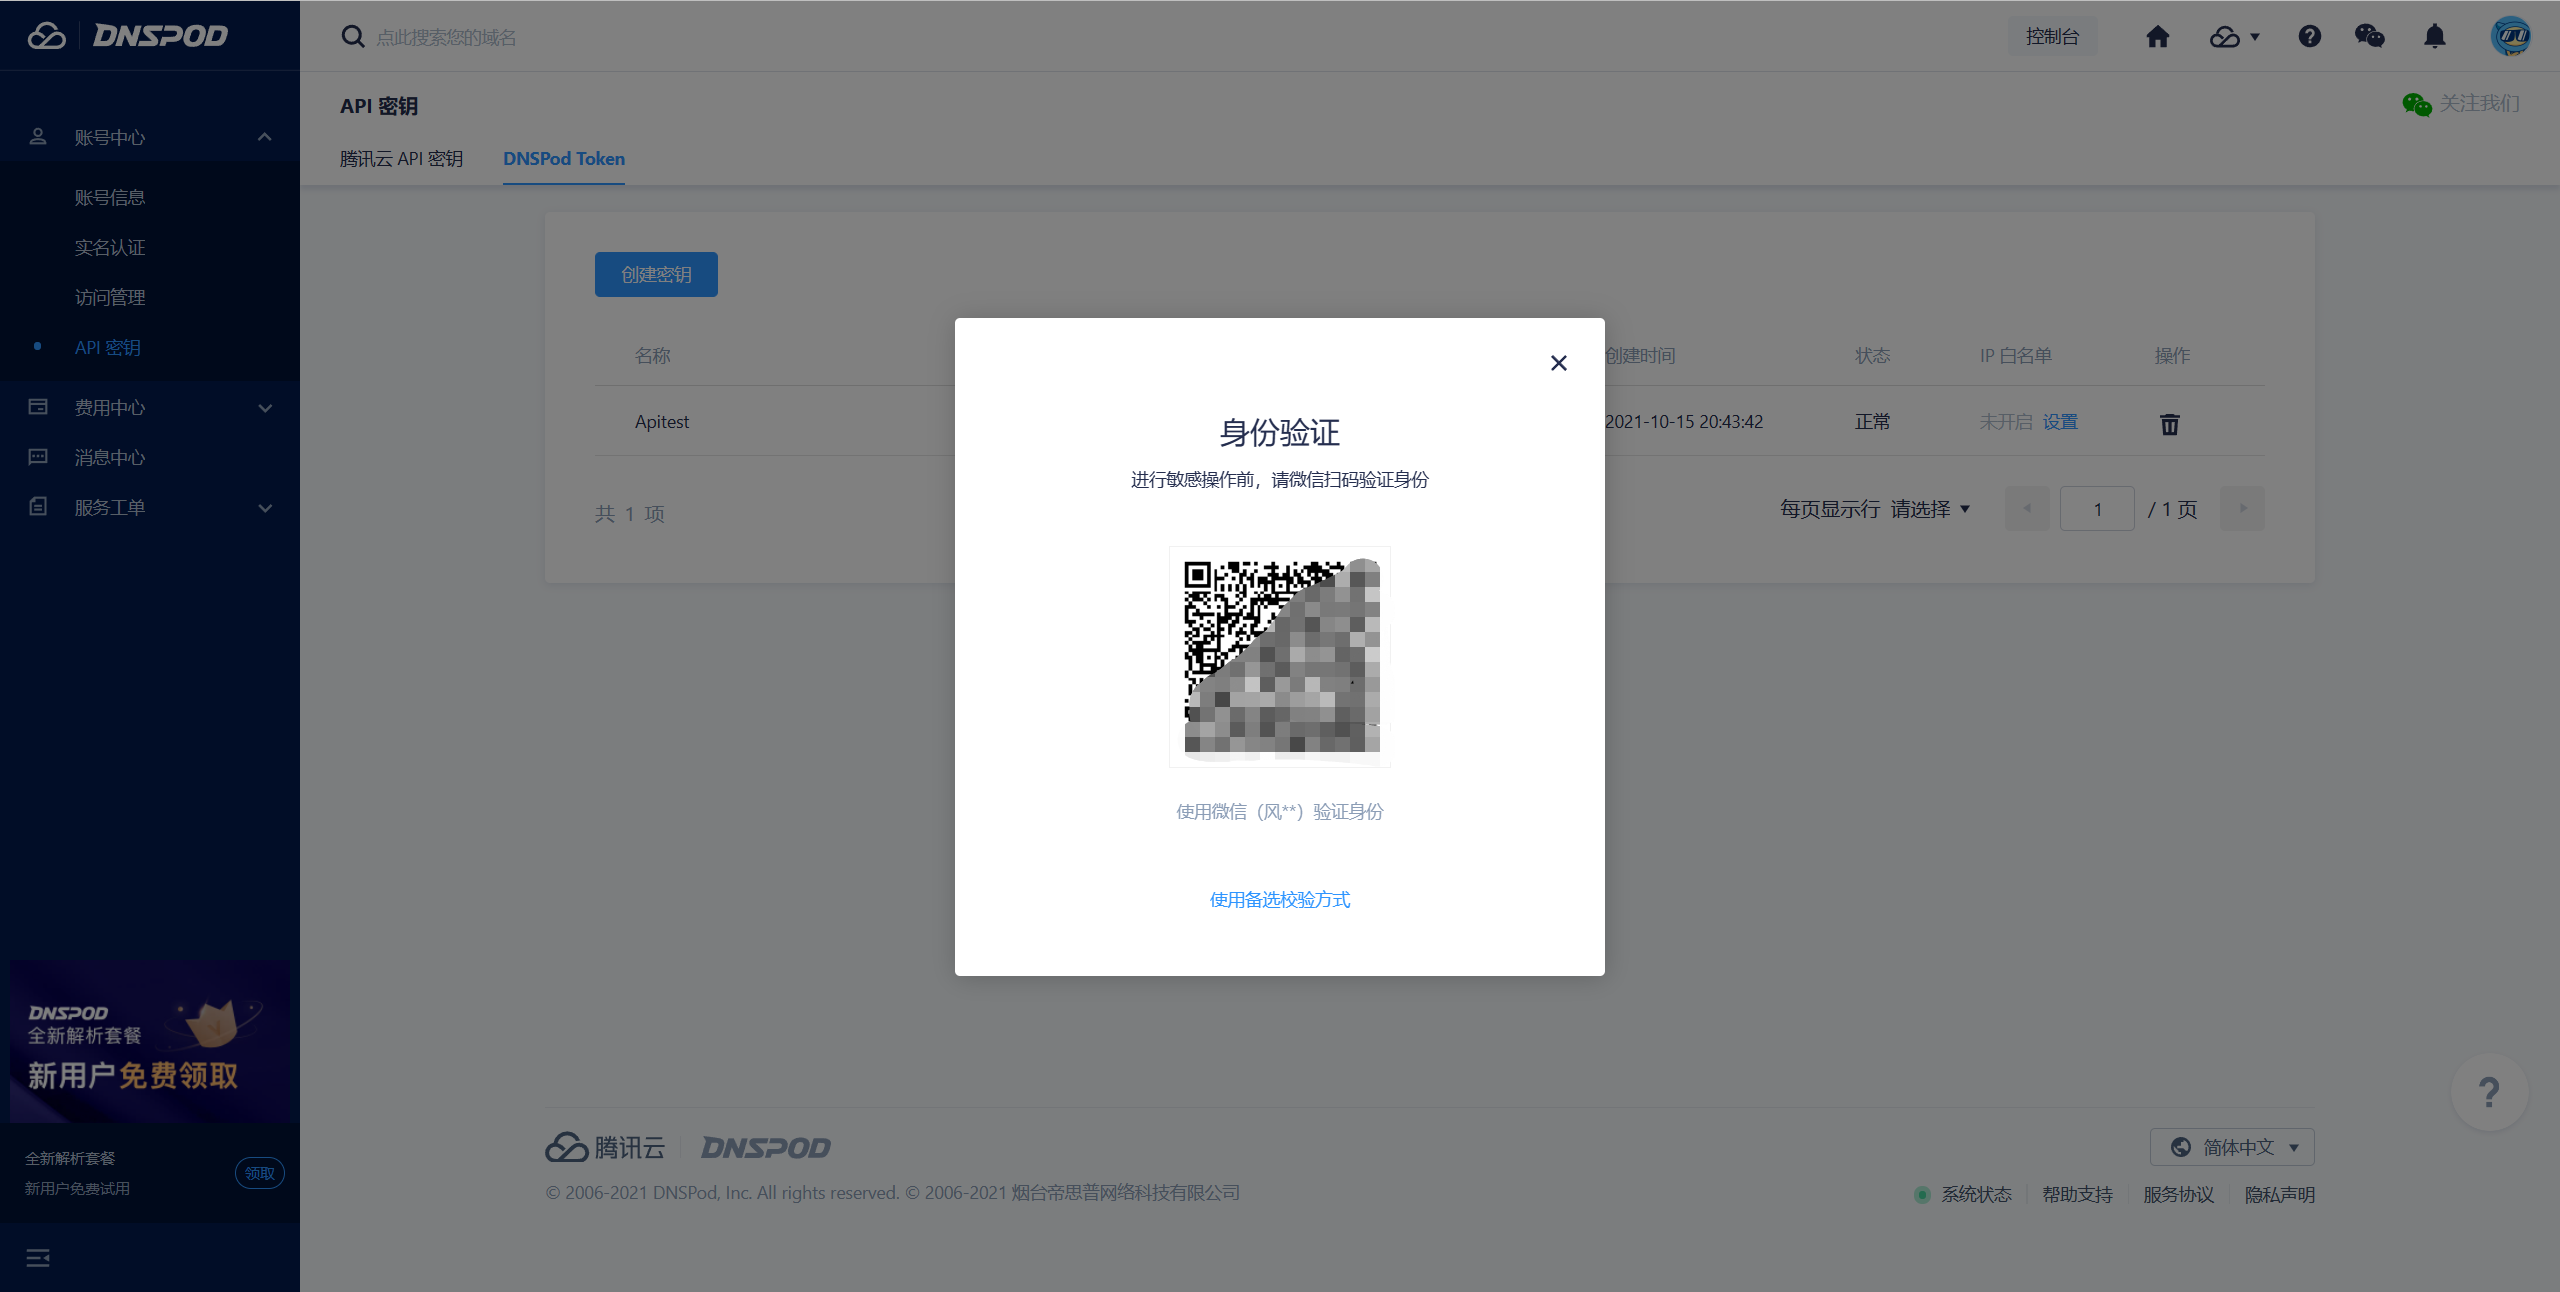 DNSPOD
点此搜索您的域名
控制台
账号中心
账号信息
实名认证
访问管理
API 密钥
费用中心
消息中心
服务工单
DNSPOD
全新解析套餐
新用户免费领取
全新解析套餐
新用户免费试用
领取
API 密钥
关注我们
腾讯云 API 密钥
DNSPod Token
创建密钥
名称
创建时间
状态
IP 白名单
操作
Apitest
2021-10-15 20:43:42
正常
未开启 设置
共 1 项
每页显示行 请选择
1
/ 1 页
身份验证
进行敏感操作前，请微信扫码验证身份
使用微信（风**）验证身份
使用备选校验方式
?
腾讯云
DNSPOD
简体中文
© 2006-2021 DNSPod, Inc. All rights reserved. © 2006-2021 烟台帝思普网络科技有限公司
系统状态
帮助支持
服务协议
隐私声明